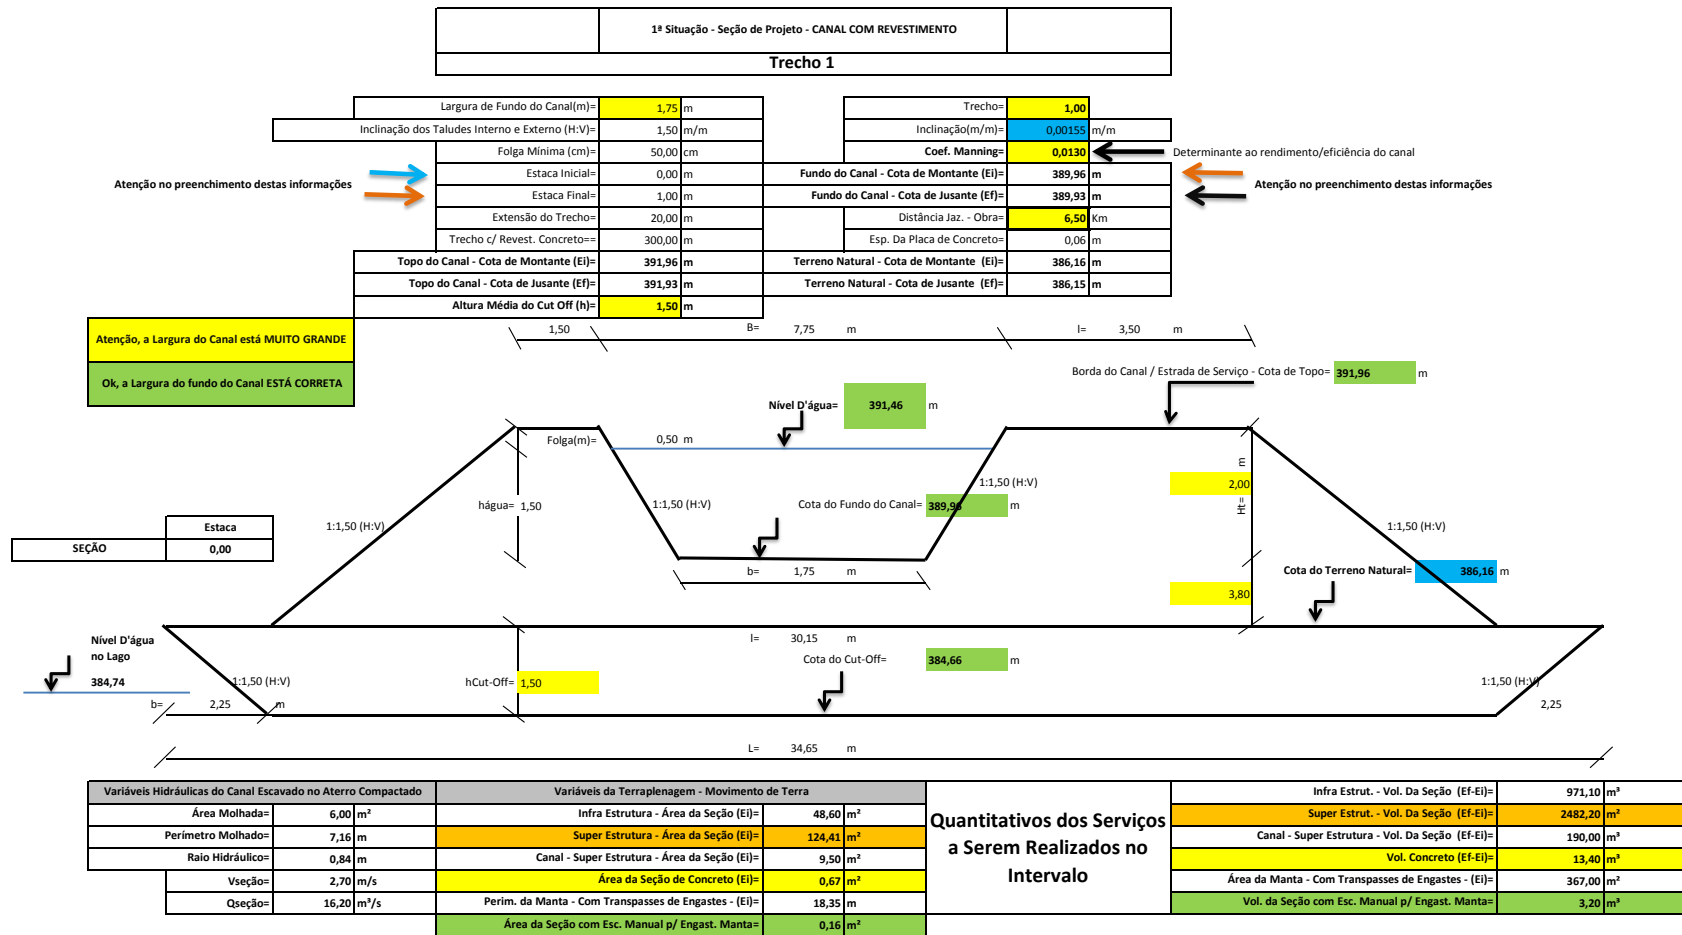 1ª Situação - Seção de Projeto - CANAL COM REVESTIMENTO
Trecho 1
Largura de Fundo do Canal(m)= 1,75 m
Trecho= 1,00
Inclinação dos Taludes Interno e Externo (H:V)= 1,50 m/m
Inclinação(m/m)= 0,00155 m/m
Folga Mínima (cm)= 50,00 cm
Coef. Manning= 0,0130
Determinante ao rendimento/eficiência do canal
Estaca Inicial= 0,00 m
Fundo do Canal - Cota de Montante (Ei)= 389,96 m
Atenção no preenchimento destas informações
Atenção no preenchimento destas informações
Estaca Final= 1,00 m
Fundo do Canal - Cota de Jusante (Ef)= 389,93 m
Extensão do Trecho= 20,00 m
Distância Jaz. - Obra= 6,50 Km
Trecho c/ Revest. Concreto== 300,00 m
Esp. Da Placa de Concreto= 0,06 m
Topo do Canal - Cota de Montante (Ei)= 391,96 m
Terreno Natural - Cota de Montante (Ei)= 386,16 m
Topo do Canal - Cota de Jusante (Ef)= 391,93 m
Terreno Natural - Cota de Jusante (Ef)= 386,15 m
Altura Média do Cut Off (h)= 1,50 m
Atenção, a Largura do Canal está MUITO GRANDE
Ok, a Largura do fundo do Canal ESTÁ CORRETA
1,50
B= 7,75 m
l= 3,50 m
Borda do Canal / Estrada de Serviço - Cota de Topo= 391,96 m
Nível D'água= 391,46 m
Folga(m)= 0,50 m
hágua= 1,50
1:1,50 (H:V)
1:1,50 (H:V)
Cota do Fundo do Canal= 389,96 m
1:1,50 (H:V)
Ht= m
2,00
1:1,50 (H:V)
Estaca
SEÇÃO 0,00
b= 1,75 m
Cota do Terreno Natural= 386,16 m
3,80
Nível D'água
no Lago
384,74
l= 30,15 m
Cota do Cut-Off= 384,66 m
1:1,50 (H:V)
hCut-Off= 1,50
1:1,50 (H:V)
b= 2,25 m
2,25
L= 34,65 m
Variáveis Hidráulicas do Canal Escavado no Aterro Compactado
Área Molhada= 6,00 m²
Perímetro Molhado= 7,16 m
Raio Hidráulico= 0,84 m
Vseção= 2,70 m/s
Qseção= 16,20 m³/s
Variáveis da Terraplenagem - Movimento de Terra
Infra Estrutura - Área da Seção (Ei)= 48,60 m²
Super Estrutura - Área da Seção (Ei)= 124,41 m²
Canal - Super Estrutura - Área da Seção (Ei)= 9,50 m²
Área da Seção de Concreto (Ei)= 0,67 m²
Perim. da Manta - Com Transpasses de Engastes - (Ei)= 18,35 m
Área da Seção com Esc. Manual p/ Engast. Manta= 0,16 m²
Quantitativos dos Serviços
a Serem Realizados no
Intervalo
Infra Estrut. - Vol. Da Seção (Ef-Ei)= 971,10 m³
Super Estrut. - Vol. Da Seção (Ef-Ei)= 2482,20 m²
Canal - Super Estrutura - Vol. Da Seção (Ef-Ei)= 190,00 m³
Vol. Concreto (Ef-Ei)= 13,40 m³
Área da Manta - Com Transpasses de Engastes - (Ei)= 367,00 m²
Vol. da Seção com Esc. Manual p/ Engast. Manta= 3,20 m³